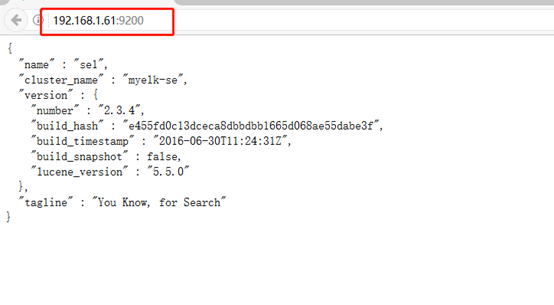 192.168.1.61:9200
{
"name" : "se1",
"cluster_name" : "myelk-se",
"version" : {
"number" : "2.3.4",
"build_hash" : "e455fd0c13dceca8dbbdbb1665d068ae55dabe3f",
"build_timestamp" : "2016-06-30T11:24:31Z",
"build_snapshot" : false,
"lucene_version" : "5.5.0"
},
"tagline" : "You Know, for Search"
}